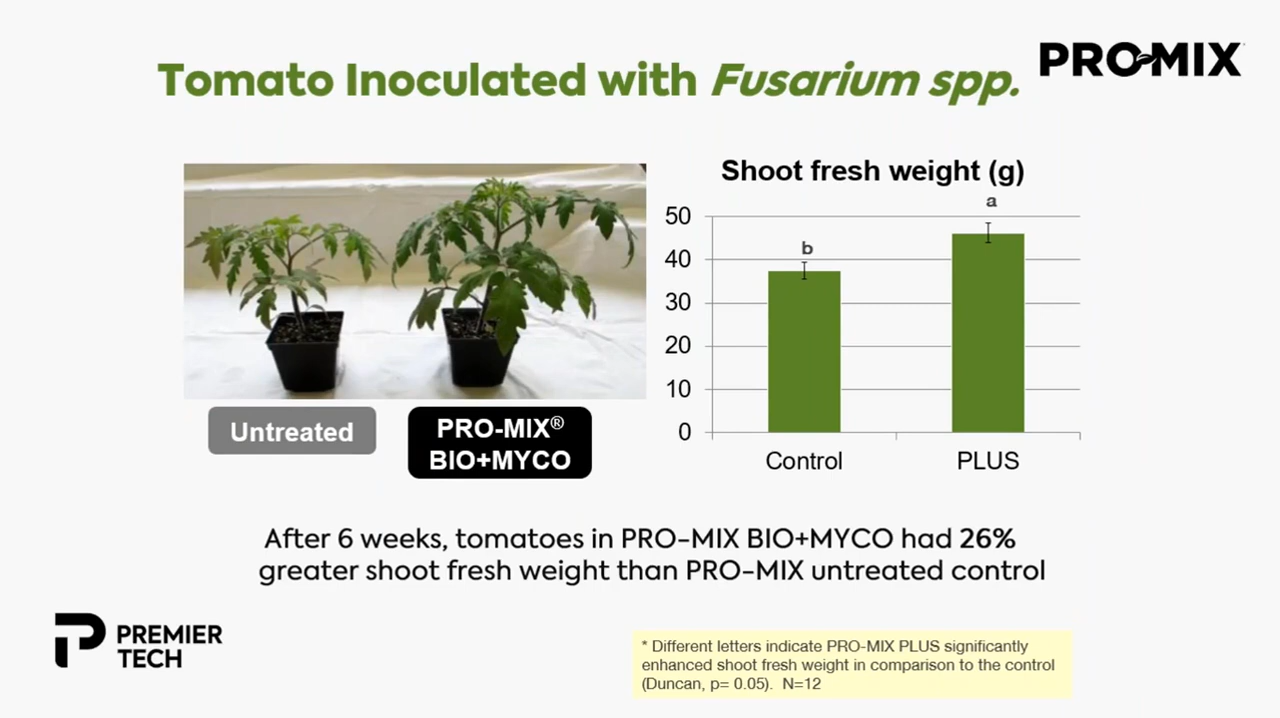 PRO-MIX
Tomato Inoculated with Fusarium spp.
Shoot fresh weight (g)
a
b
50
40
30
20
10
0
Control
PLUS
Untreated
PRO-MIX®
BIO+MYCO
After 6 weeks, tomatoes in PRO-MIX BIO+MYCO had 26%
greater shoot fresh weight than PRO-MIX untreated control
PREMIER
TECH
* Different letters indicate PRO-MIX PLUS significantly
enhanced shoot fresh weight in comparison to the control
(Duncan, p= 0.05). N=12